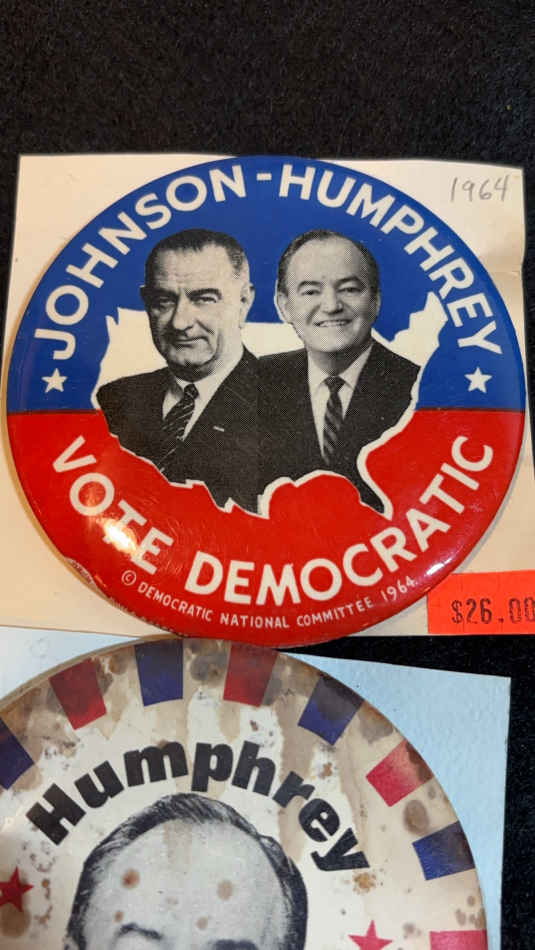 1964
JOHNSON-HUMPHREY
VOTE DEMOCRATIC
© DEMOCRATIC NATIONAL COMMITTEE 1964
$26.00
Humphrey